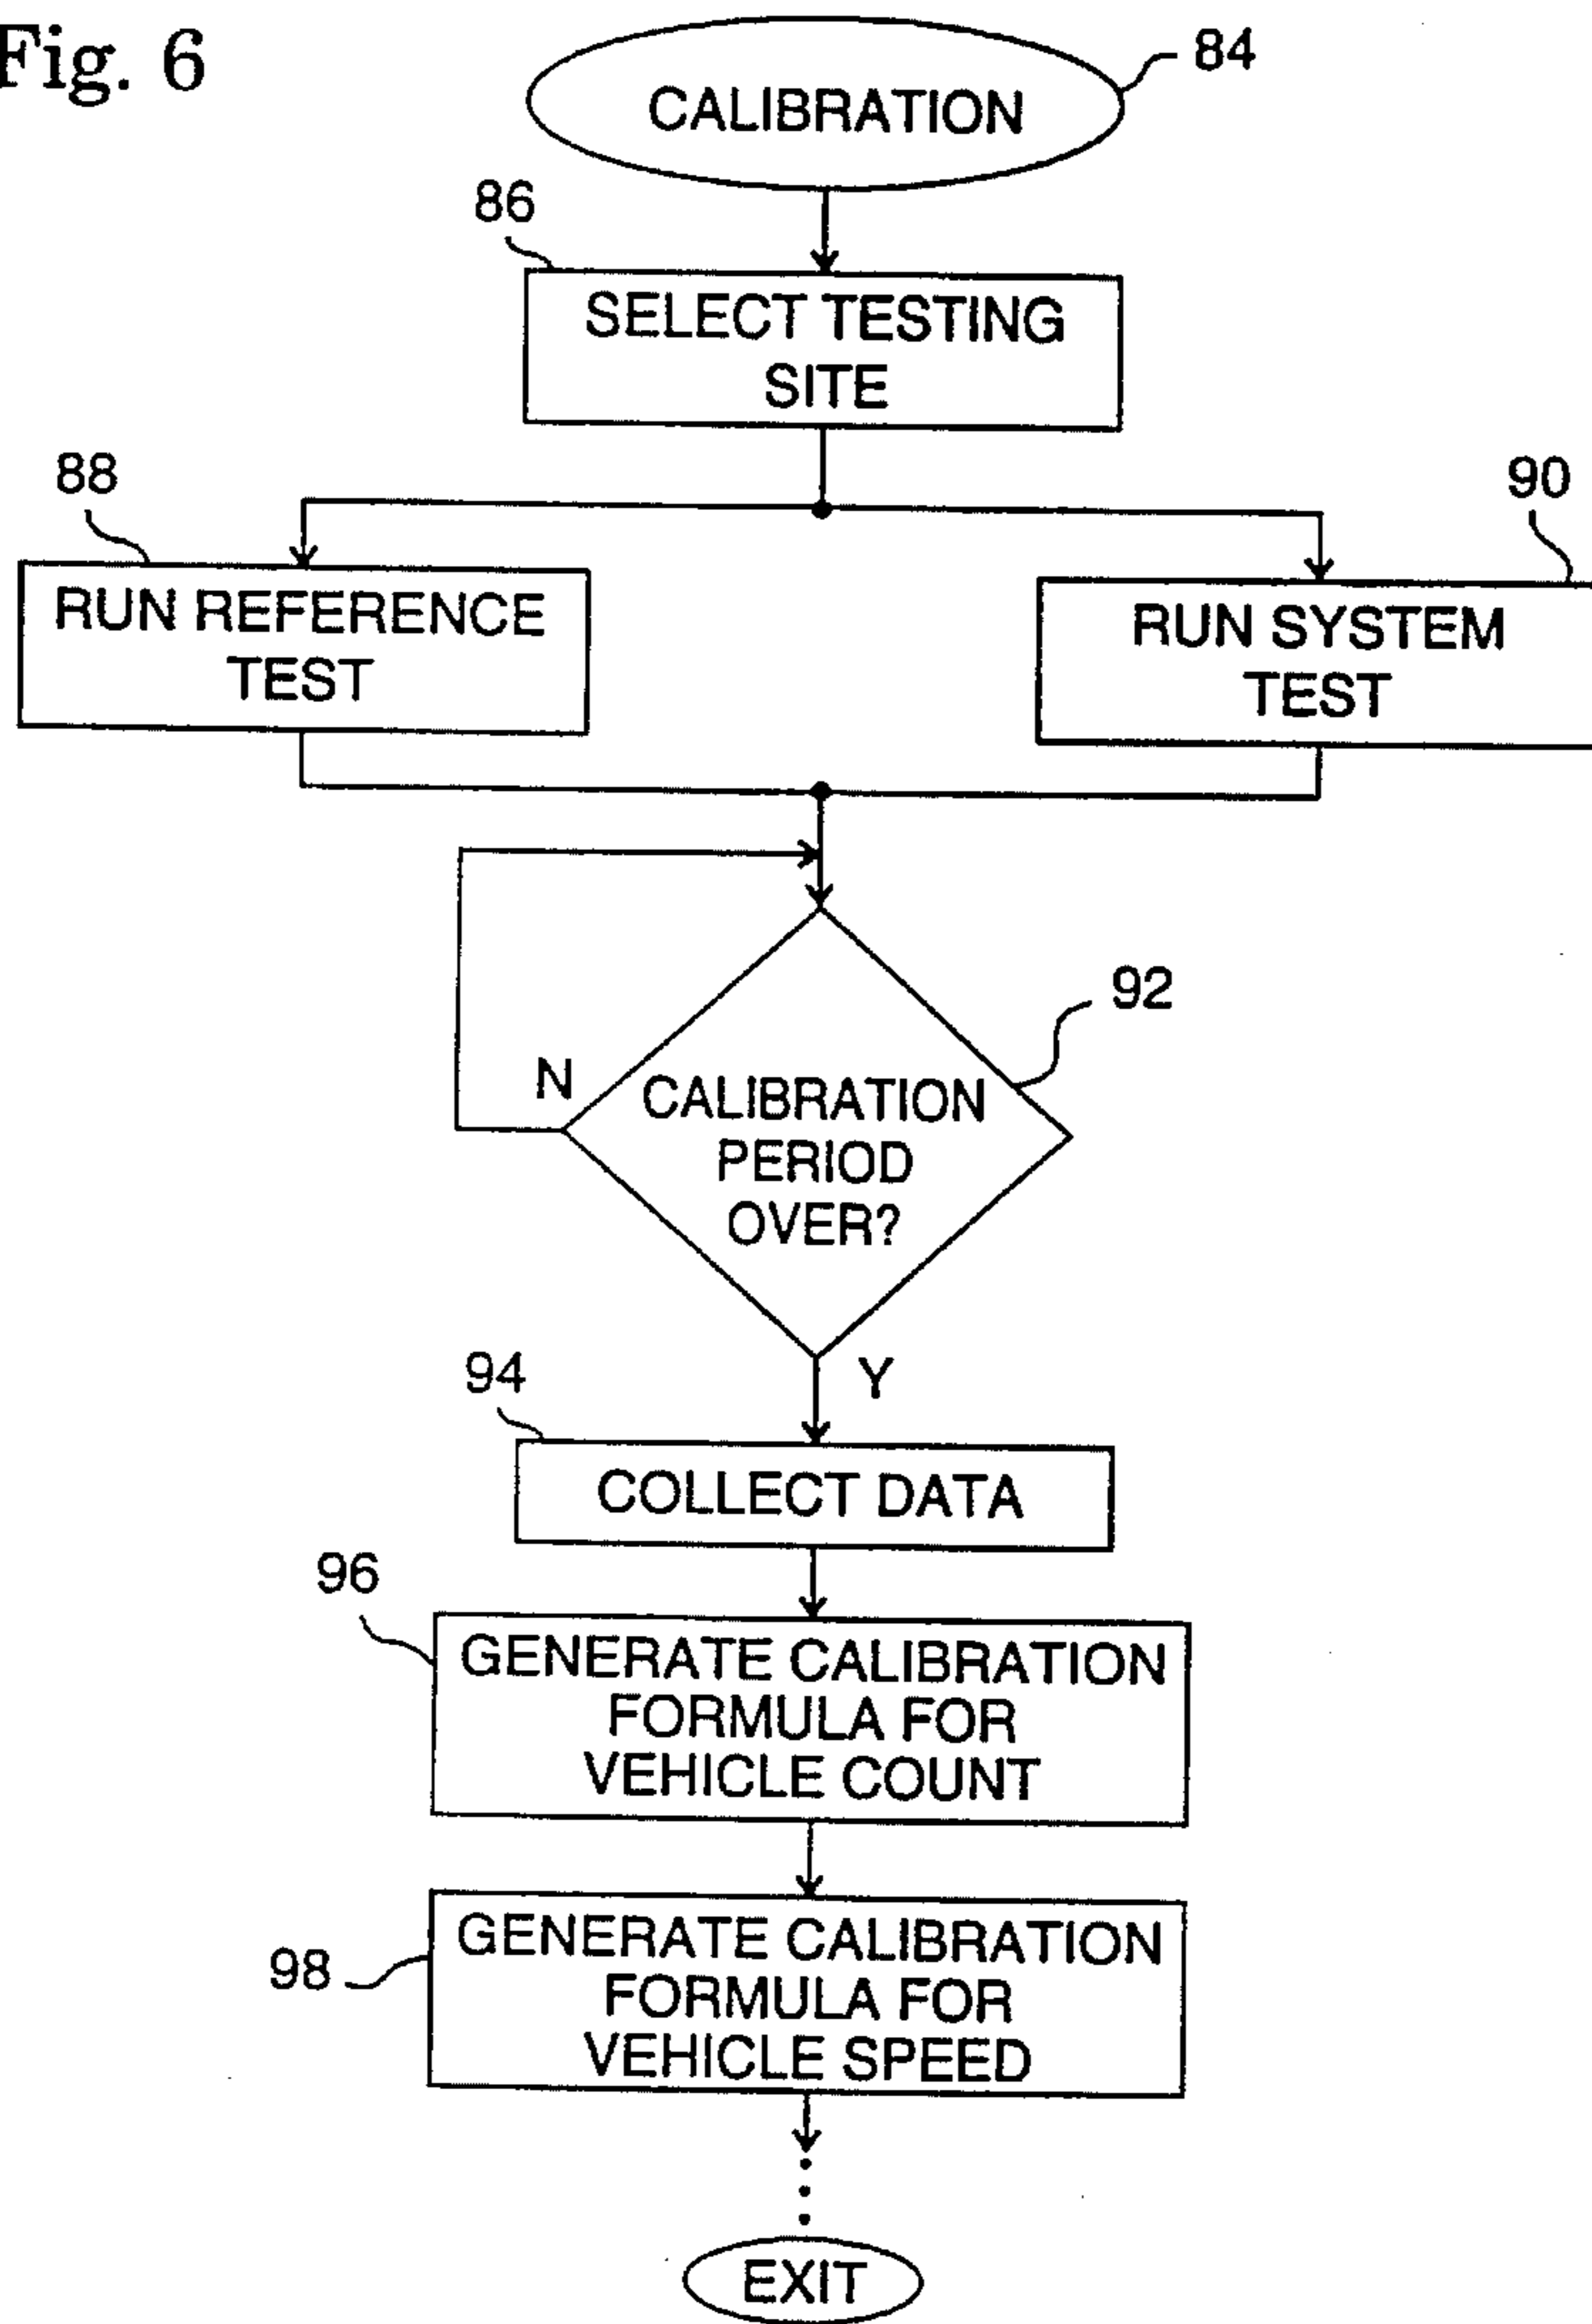 Fig. 6
CALIBRATION
84
86
SELECT TESTING
SITE
88
90
RUN REFERENCE
TEST
RUN SYSTEM
TEST
92
N
CALIBRATION
PERIOD
OVER?
Y
94
COLLECT DATA
96
GENERATE CALIBRATION
FORMULA FOR
VEHICLE COUNT
98
GENERATE CALIBRATION
FORMULA FOR
VEHICLE SPEED
EXIT